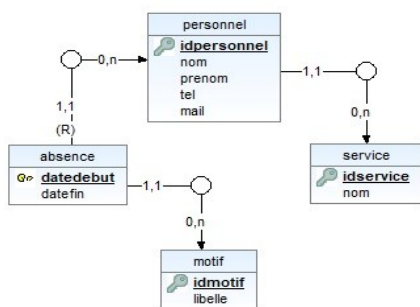 personnel
idpersonnel
nom
prenom
tel
mail
0,n
1,1
1,1
(R)
0,n
absence
datedebut
datefin
1,1
service
idservice
nom
0,n
motif
idmotif
libelle